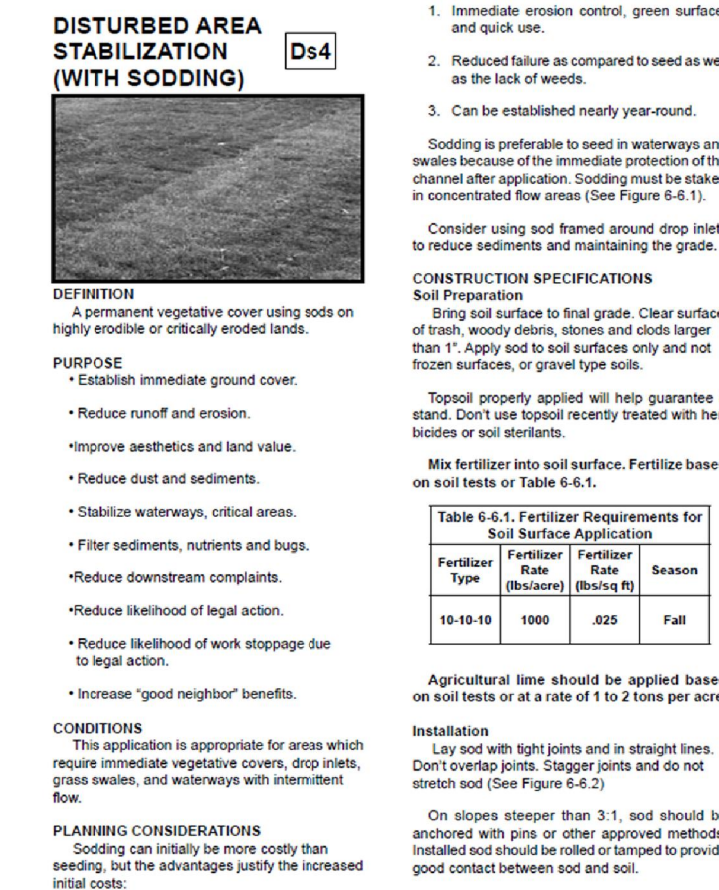 DISTURBED AREA
STABILIZATION
(WITH SODDING)
Ds4
DEFINITION
A permanent vegetative cover using sods on
highly erodible or critically eroded lands.
PURPOSE
• Establish immediate ground cover.
• Reduce runoff and erosion.
•Improve aesthetics and land value.
• Reduce dust and sediments.
• Stabilize waterways, critical areas.
• Filter sediments, nutrients and bugs.
•Reduce downstream complaints.
•Reduce likelihood of legal action.
• Reduce likelihood of work stoppage due
to legal action.
• Increase “good neighbor” benefits.
CONDITIONS
This application is appropriate for areas which
require immediate vegetative covers, drop inlets,
grass swales, and waterways with intermittent
flow.
PLANNING CONSIDERATIONS
Sodding can initially be more costly than
seeding, but the advantages justify the increased
initial costs:
1. Immediate erosion control, green surface
and quick use.
2. Reduced failure as compared to seed as we
as the lack of weeds.
3. Can be established nearly year-round.
Sodding is preferable to seed in waterways an
swales because of the immediate protection of th
channel after application. Sodding must be stake
in concentrated flow areas (See Figure 6-6.1).
Consider using sod framed around drop inlet
to reduce sediments and maintaining the grade.
CONSTRUCTION SPECIFICATIONS
Soil Preparation
Bring soil surface to final grade. Clear surface
of trash, woody debris, stones and clods larger
than 1". Apply sod to soil surfaces only and not
frozen surfaces, or gravel type soils.
Topsoil properly applied will help guarantee
stand. Don’t use topsoil recently treated with her
bicides or soil sterilants.
Mix fertilizer into soil surface. Fertilize base
on soil tests or Table 6-6.1.
Table 6-6.1. Fertilizer Requirements for
Soil Surface Application
Fertilizer Type Fertilizer Rate (lbs/acre) Fertilizer Rate (lbs/sq ft) Season
10-10-10 1000 .025 Fall
Agricultural lime should be applied base
on soil tests or at a rate of 1 to 2 tons per acre
Installation
Lay sod with tight joints and in straight lines.
Don’t overlap joints. Stagger joints and do not
stretch sod (See Figure 6-6.2)
On slopes steeper than 3:1, sod should b
anchored with pins or other approved methods
Installed sod should be rolled or tamped to provid
good contact between sod and soil.